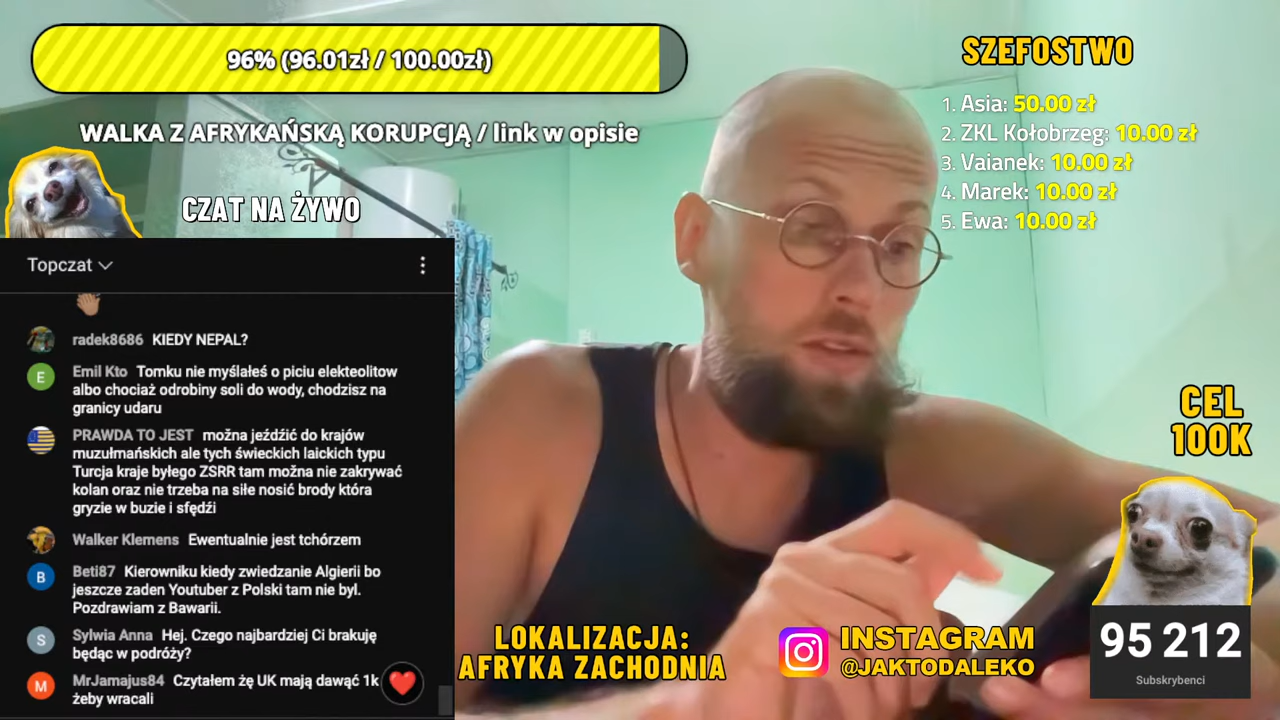 96% (96.01zł / 100.00zł)
WALKA Z AFRYKAŃSKĄ KORUPCJĄ / link w opisie
CZAT NA ŻYWO
Topczat
radek8686 KIEDY NEPAL?
E
Emil Kto Tomku nie myślałeś o piciu elekteolitow
albo chociaż odrobiny soli do wody, chodzisz na
granicy udaru
PRAWDA TO JEST można jeźdźić do krajów
muzułmańskich ale tych świeckich laickich typu
Turcja kraje byłego ZSRR tam można nie zakrywać
kolan oraz nie trzeba na siłe nosić brody która
gryzie w buzie i sfędźi
Walker Klemens Ewentualnie jest tchórzem
B
Beti87 Kierowniku kiedy zwiedzanie Algierii bo
jeszcze zaden Youtuber z Polski tam nie byl.
Pozdrawiam z Bawarii.
S
Sylwia Anna Hej. Czego najbardziej Ci brakuję
będąc w podróży?
M
MrJamajus84 Czytałem żę UK mają dawąć 1k
żeby wracali
SZEFOSTWO
1. Asia: 50.00 zł
2. ZKL Kołobrzeg: 10.00 zł
3. Vaianek: 10.00 zł
4. Marek: 10.00 zł
5. Ewa: 10.00 zł
CEL
100K
95 212
Subskrybenci
LOKALIZACJA:
AFRYKA ZACHODNIA
INSTAGRAM
@JAKTODALEKO